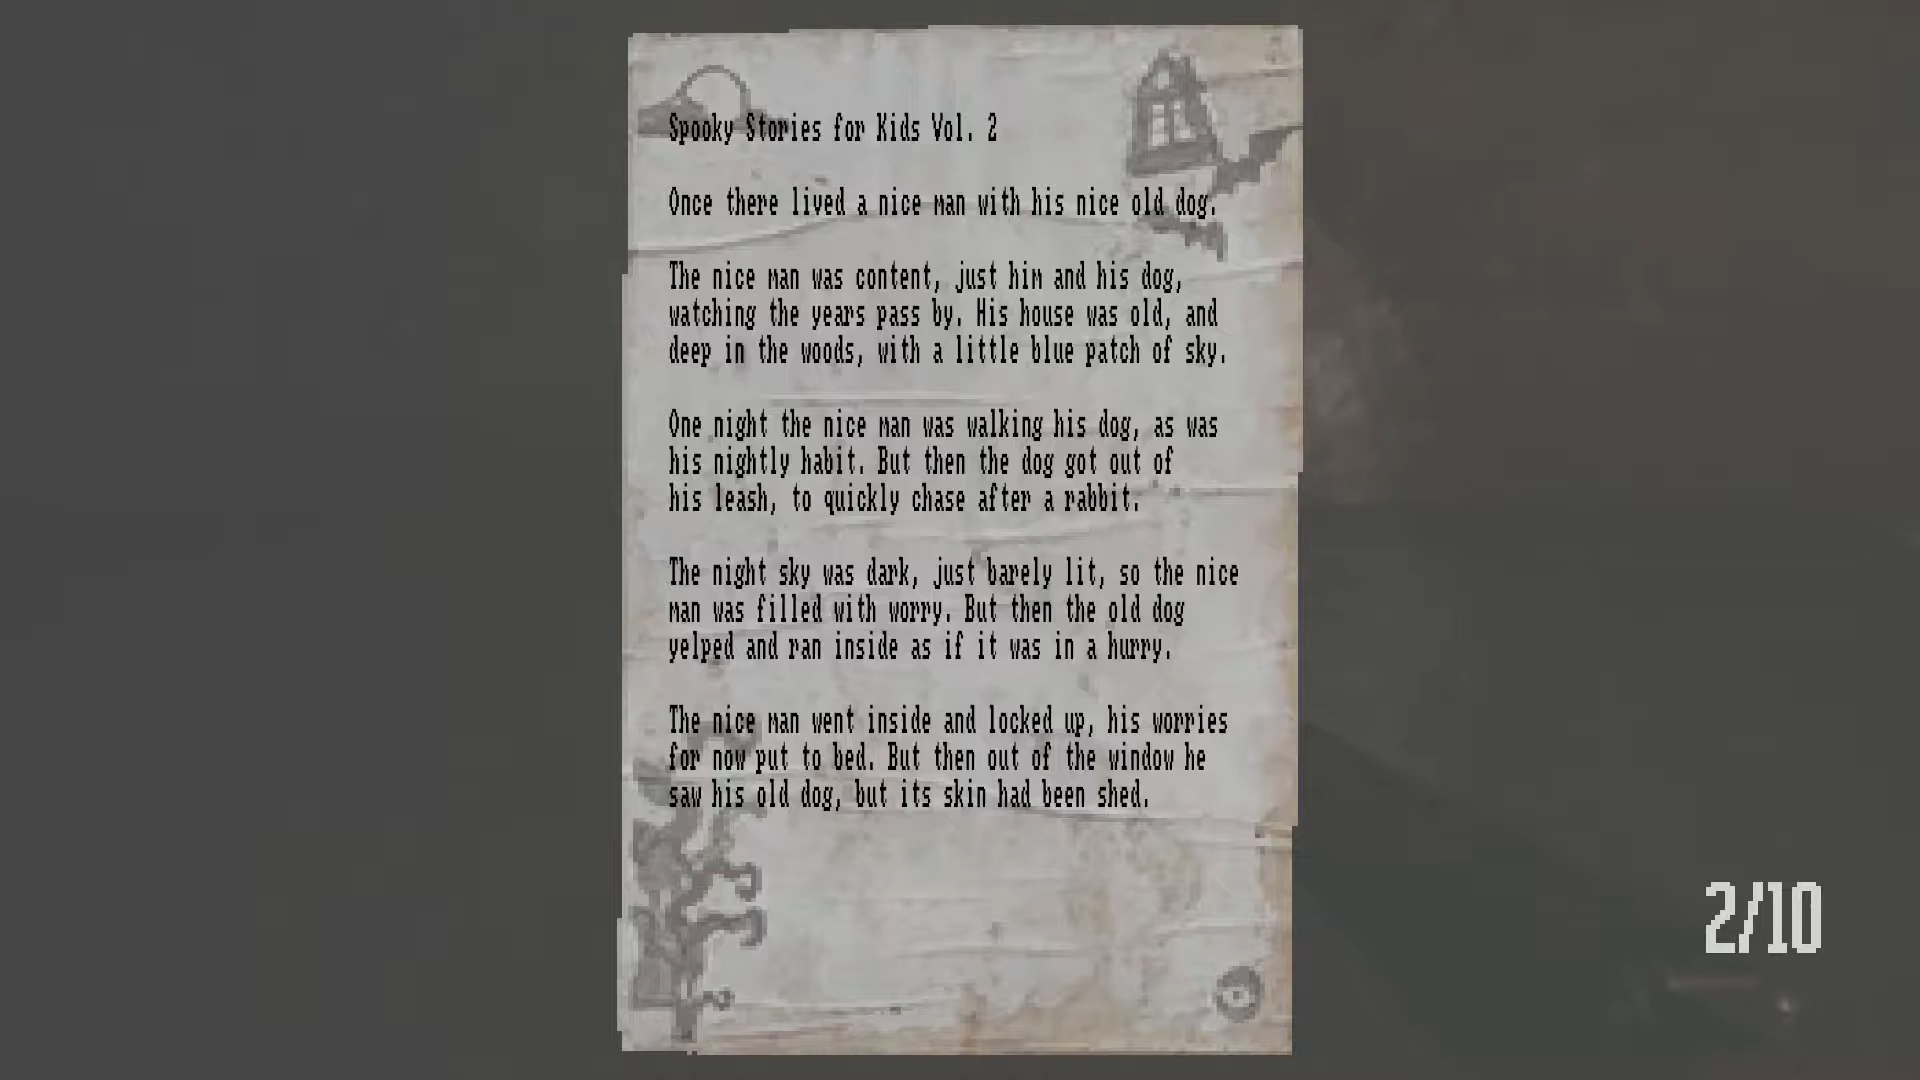 Spooky Stories for Kids Vol. 2
Once there lived a nice man with his nice old dog.
The nice man was content, just him and his dog,
watching the years pass by. His house was old, and
deep in the woods, with a little blue patch of sky.
One night the nice man was walking his dog, as was
his nightly habit. But then the dog got out of
his leash, to quickly chase after a rabbit.
The night sky was dark, just barely lit, so the nice
man was filled with worry. But then the old dog
yelped and ran inside as if it was in a hurry.
The nice man went inside and locked up, his worries
for now put to bed. But then out of the window he
saw his old dog, but its skin had been shed.
2/10